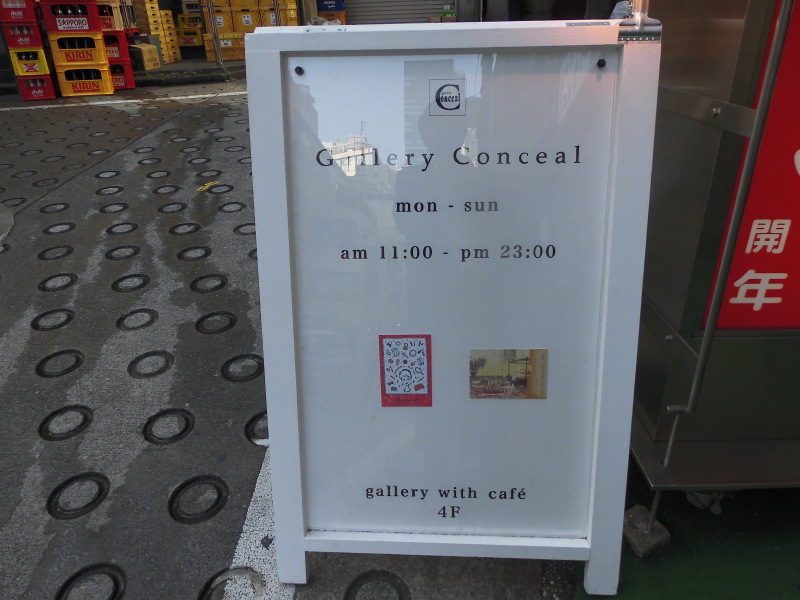 SAPPORO
KIRIN
KIRIN
Conceal
Gallery Conceal
mon - sun
am 11:00 - pm 23:00
gallery with café
4F
開
年